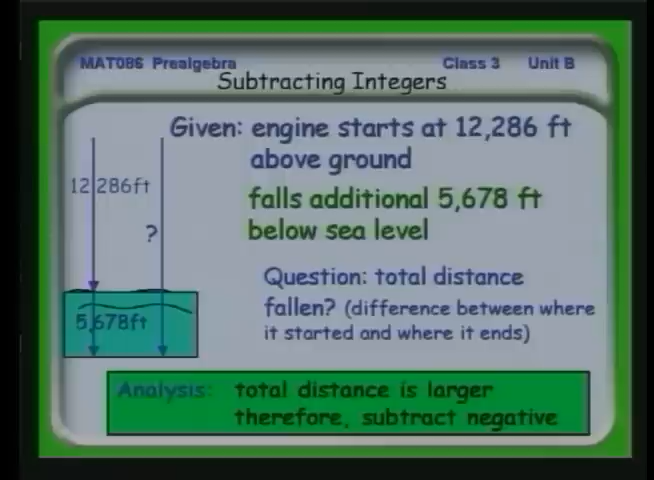 MAT086 Prealgebra Class 3 Unit B
Subtracting Integers
Given: engine starts at 12,286 ft
above ground
falls additional 5,678 ft
below sea level
12,286ft
?
5,678ft
Question: total distance
fallen? (difference between where
it started and where it ends)
Analysis: total distance is larger
therefore, subtract negative